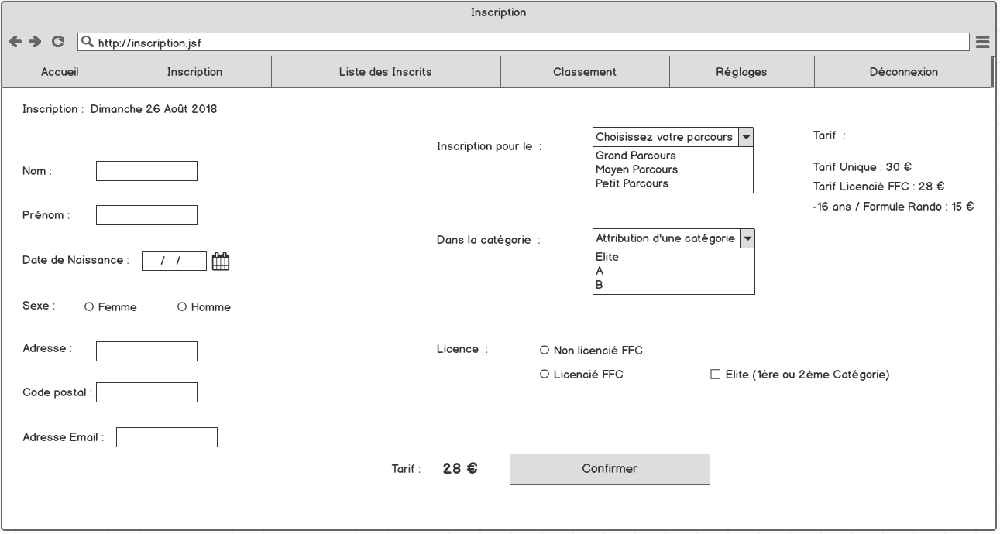 Inscription
http://inscription.jsf
Accueil Inscription Liste des Inscrits Classement Réglages Déconnexion
Inscription : Dimanche 26 Août 2018
Nom :
Prénom :
Date de Naissance : / /
Sexe : Femme Homme
Adresse :
Code postal :
Adresse Email :
Inscription pour le :
Choisissez votre parcours
Grand Parcours
Moyen Parcours
Petit Parcours
Dans la catégorie :
Attribution d'une catégorie
Elite
A
B
Licence :
Non licencié FFC
Licencié FFC
Elite (1ère ou 2ème Catégorie)
Tarif :
Tarif Unique : 30 €
Tarif Licencié FFC : 28 €
-16 ans / Formule Rando : 15 €
Tarif : 28 €
Confirmer